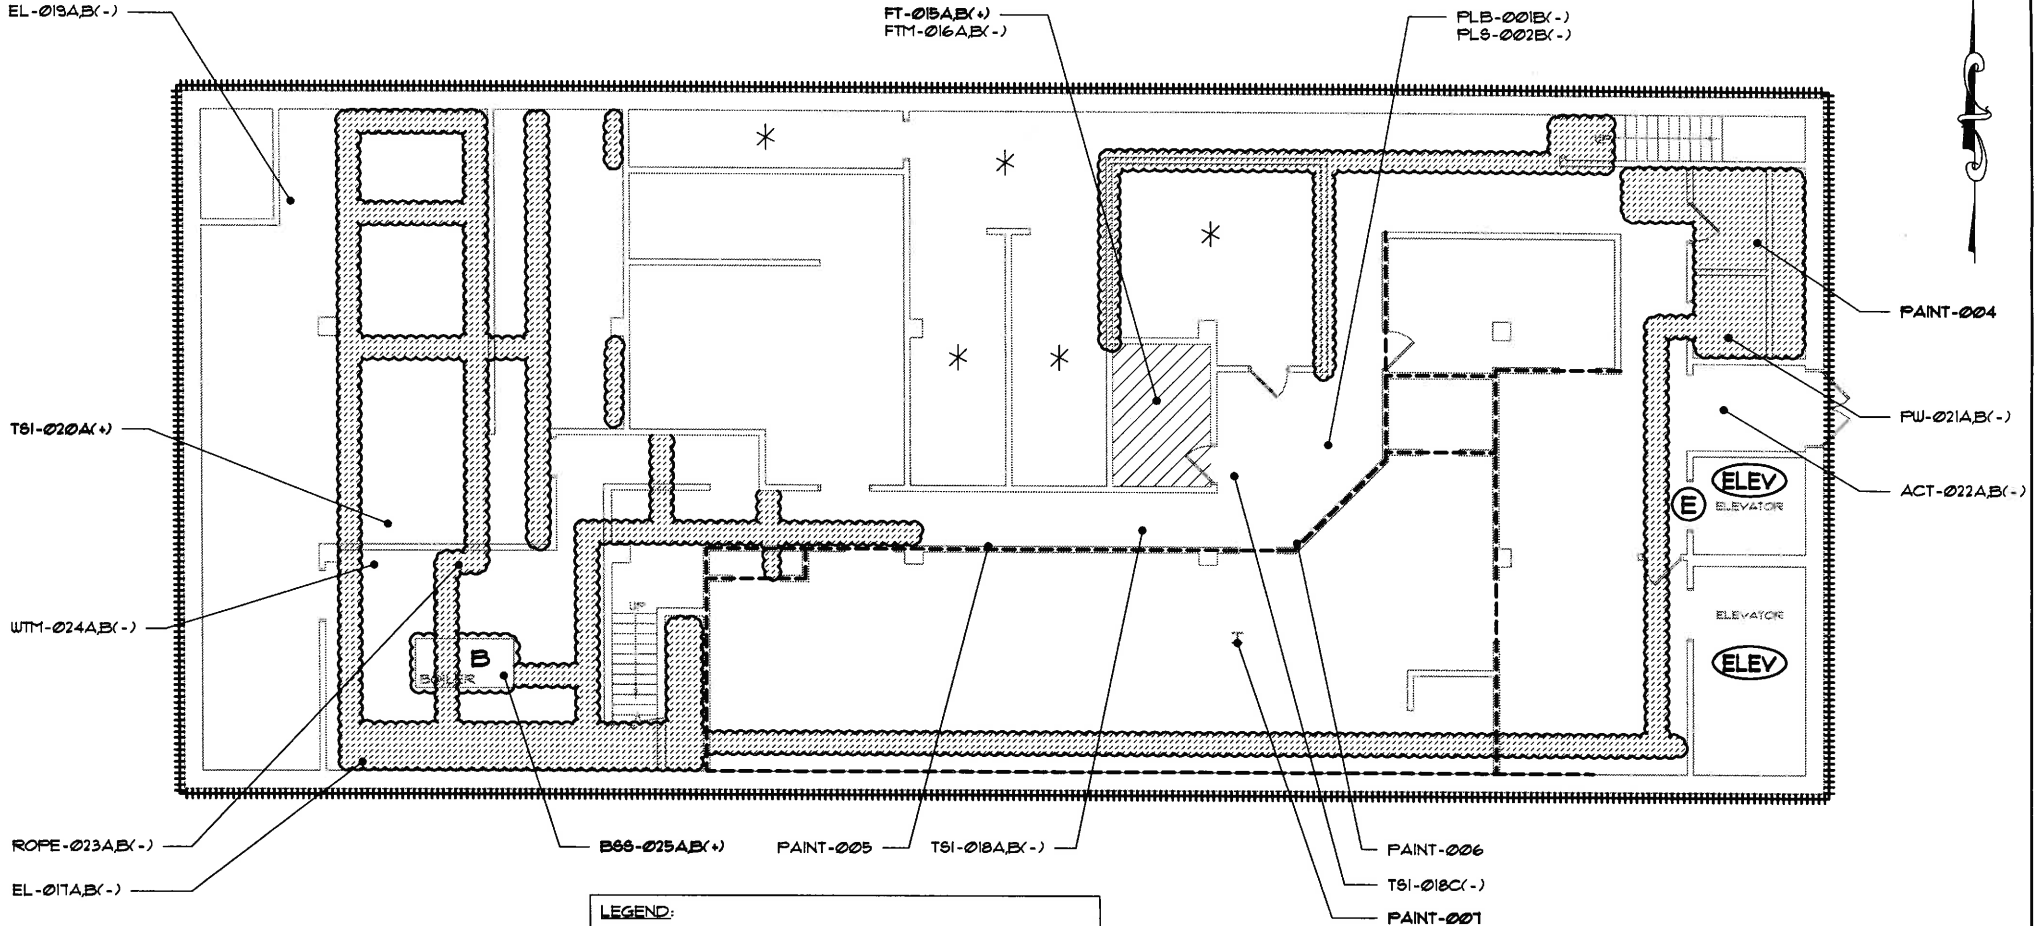 EL-019A,B(-)
FT-015A,B(+)
FTM-016A,B(-)
PLB-001B(-)
PLS-002B(-)
UP
PAINT-004
TSI-020A(+)
PW-021A,B(-)
ELEV
ELEVATOR
E
ACT-022A,B(-)
WTM-024A,B(-)
UP
B
BOILER
ELEVATOR
ELEV
ROPE-023A,B(-)
BSS-025A,B(+)
PAINT-005
TSI-018A,B(-)
PAINT-006
EL-017A,B(-)
TSI-018C(-)
PAINT-007
LEGEND: